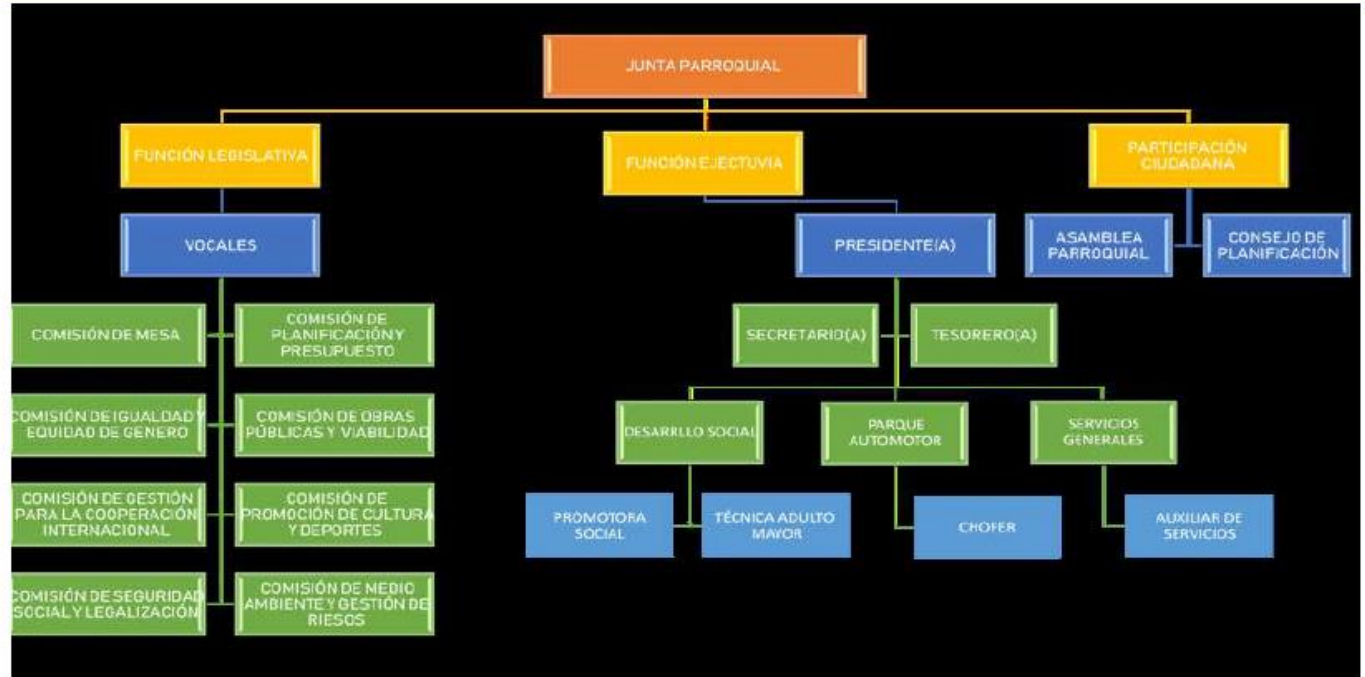 JUNTA PARROQUIAL
FUNCIÓN LEGISLATIVA
FUNCIÓN EJECTUVIA
PARTICIPACIÓN
CIUDADANA
VOCALES
PRESIDENTE(A)
ASAMBLEA
PARROQUIAL
CONSEJO DE
PLANIFICACIÓN
COMISIÓN DE MESA
COMISIÓN DE
PLANIFICACIÓN Y
PRESUPUESTO
SECRETARIO(A)
TESORERO(A)
COMISIÓN DE IGUALDAD Y
EQUIDAD DE GENERO
COMISIÓN DE OBRAS
PÚBLICAS Y VIABILIDAD
DESARRLLO SOCIAL
PARQUE
AUTOMOTOR
SERVICIOS
GENERALES
COMISIÓN DE GESTIÓN
PARA LA COOPERACIÓN
INTERNACIONAL
COMISIÓN DE
PROMOCIÓN DE CULTURA
Y DEPORTES
PROMOTORA
SOCIAL
TÉCNICA ADULTO
MAYOR
CHOFER
AUXILIAR DE
SERVICIOS
COMISIÓN DE SEGURIDAD
SOCIAL Y LEGALIZACIÓN
COMISIÓN DE MEDIO
AMBIENTE Y GESTIÓN DE
RIESOS